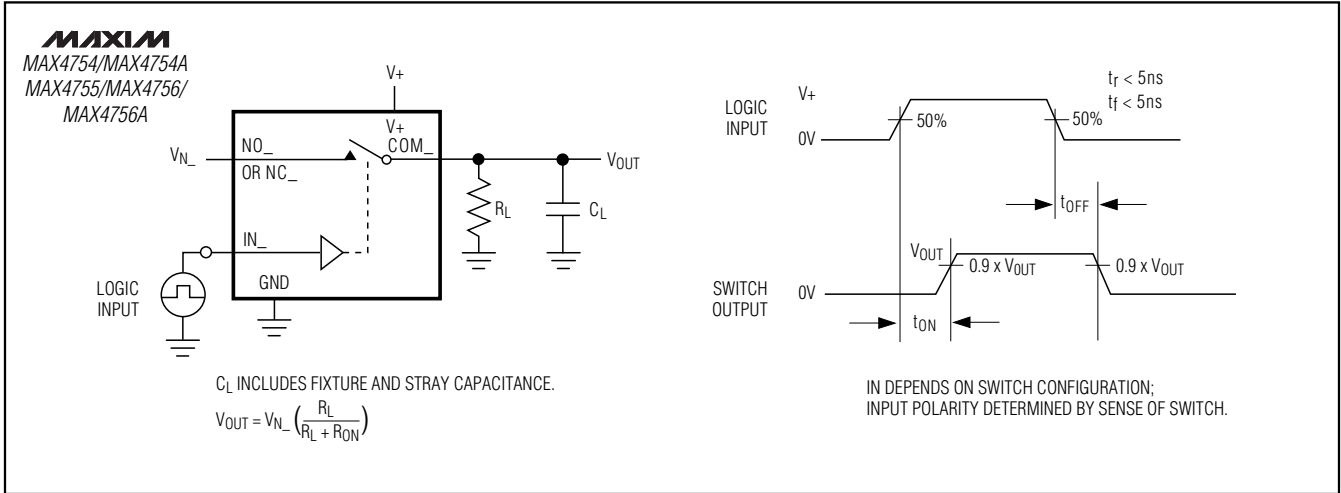 MAXIM
MAX4754/MAX4754A
MAX4755/MAX4756/
MAX4756A
V+
V+
NO_
COM_
VN_
OR NC_
VOUT
RL
CL
IN_
GND
LOGIC
INPUT
CL INCLUDES FIXTURE AND STRAY CAPACITANCE.
VOUT = VN_ (RL / RL + RON)
LOGIC
INPUT
V+
0V
50%
50%
tr < 5ns
tf < 5ns
tOFF
SWITCH
OUTPUT
VOUT
0V
0.9 x VOUT
0.9 x VOUT
tON
IN DEPENDS ON SWITCH CONFIGURATION;
INPUT POLARITY DETERMINED BY SENSE OF SWITCH.